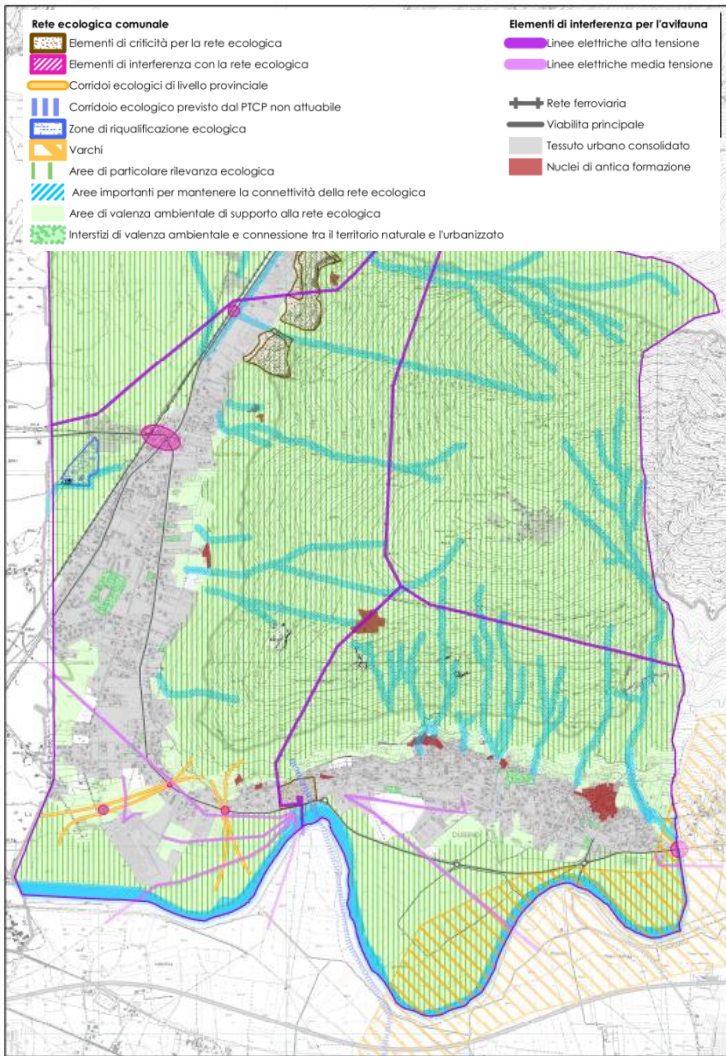 Rete ecologica comunale
Elementi di criticità per la rete ecologica
Elementi di interferenza con la rete ecologica
Corridoi ecologici di livello provinciale
Corridoio ecologico previsto dal PTCP non attuabile
Zone di riqualificazione ecologica
Varchi
Aree di particolare rilevanza ecologica
Aree importanti per mantenere la connettività della rete ecologica
Aree di valenza ambientale di supporto alla rete ecologica
Interstizi di valenza ambientale e connessione tra il territorio naturale e l'urbanizzato
Elementi di interferenza per l'avifauna
Linee elettriche alta tensione
Linee elettriche media tensione
Rete ferroviaria
Viabilita principale
Tessuto urbano consolidato
Nuclei di antica formazione